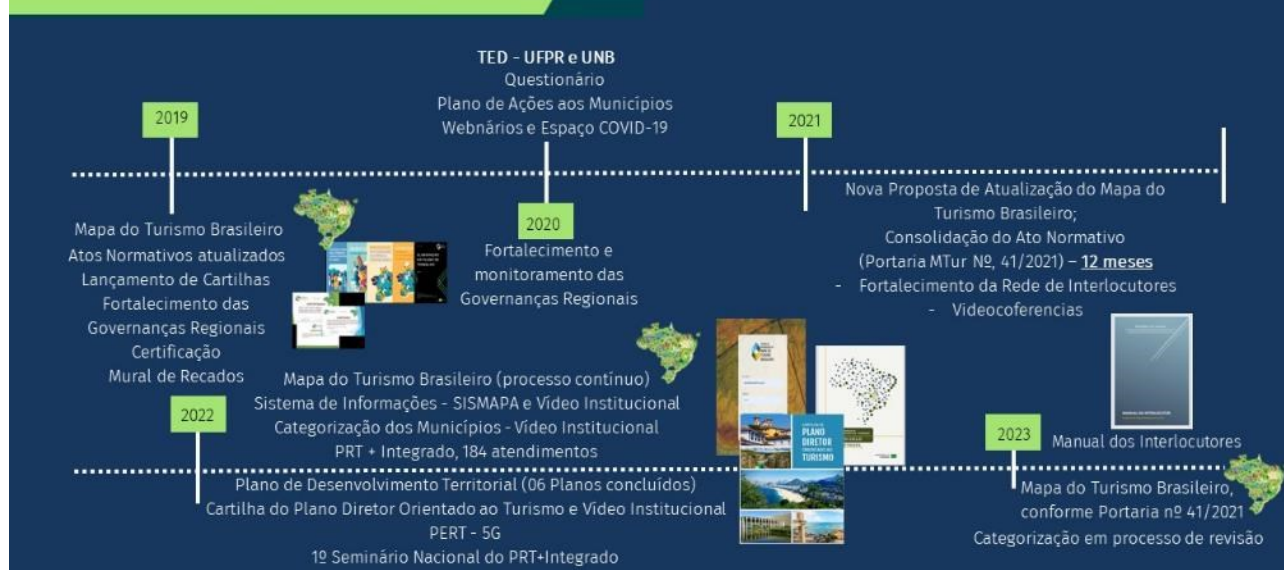 2019
Mapa do Turismo Brasileiro
Atos Normativos atualizados
Lançamento de Cartilhas
Fortalecimento das
Governanças Regionais
Certificação
Mural de Recados
TED - UFPR e UNB
Questionário
Plano de Ações aos Municípios
Webnários e Espaço COVID-19
2020
Fortalecimento e
monitoramento das
Governanças Regionais
2021
Nova Proposta de Atualização do Mapa do
Turismo Brasileiro;
Consolidação do Ato Normativo
(Portaria MTur Nº, 41/2021) – 12 meses
- Fortalecimento da Rede de Interlocutores
- Videocoferencias
2022
Mapa do Turismo Brasileiro (processo contínuo)
Sistema de Informações - SISMAPA e Vídeo Institucional
Categorização dos Municípios - Vídeo Institucional
PRT + Integrado, 184 atendimentos
Plano de Desenvolvimento Territorial (06 Planos concluídos)
Cartilha do Plano Diretor Orientado ao Turismo e Vídeo Institucional
PERT - 5G
1º Seminário Nacional do PRT+Integrado
PLANO
DIRETOR
TURISMO
2023
Manual dos Interlocutores
Mapa do Turismo Brasileiro,
conforme Portaria nº 41/2021
Categorização em processo de revisão